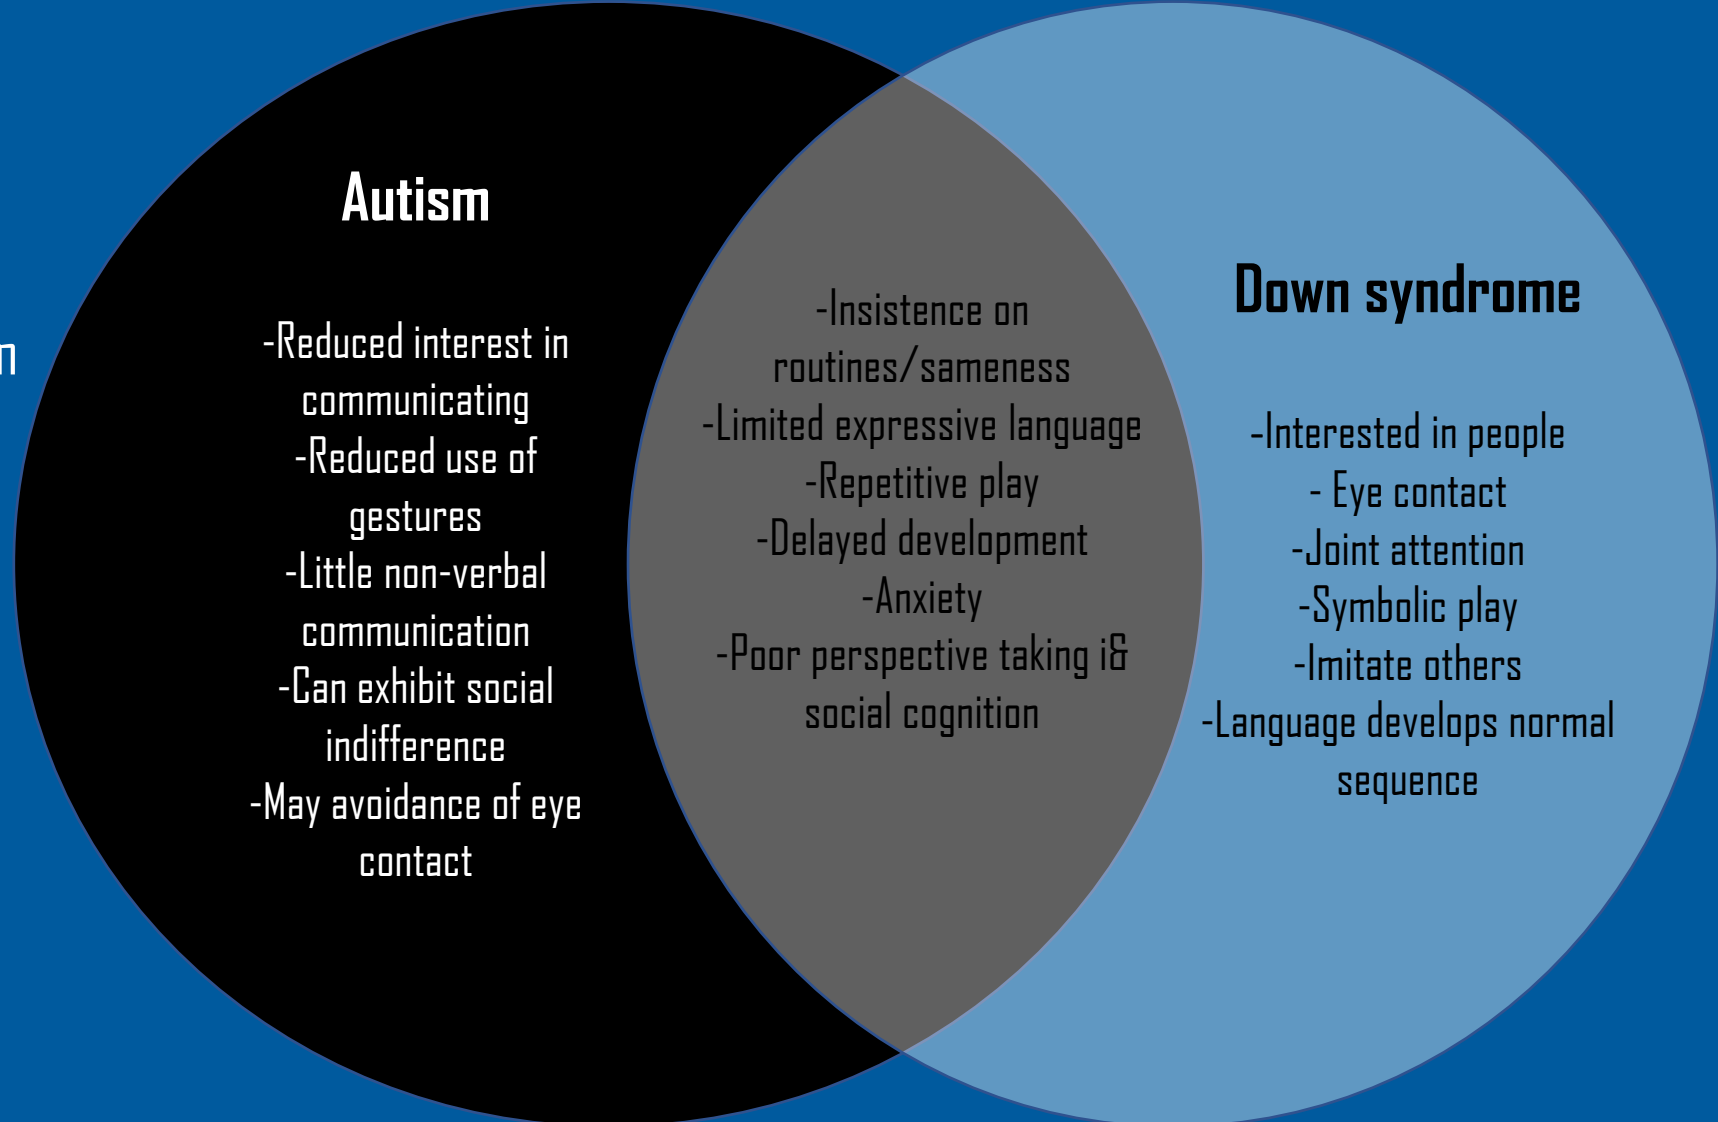 Autism
-Reduced interest in
communicating
-Reduced use of
gestures
-Little non-verbal
communication
-Can exhibit social
indifference
-May avoidance of eye
contact
-Insistence on
routines/sameness
-Limited expressive language
-Repetitive play
-Delayed development
-Anxiety
-Poor perspective taking i&
social cognition
Down syndrome
-Interested in people
- Eye contact
-Joint attention
-Symbolic play
-Imitate others
-Language develops normal
sequence